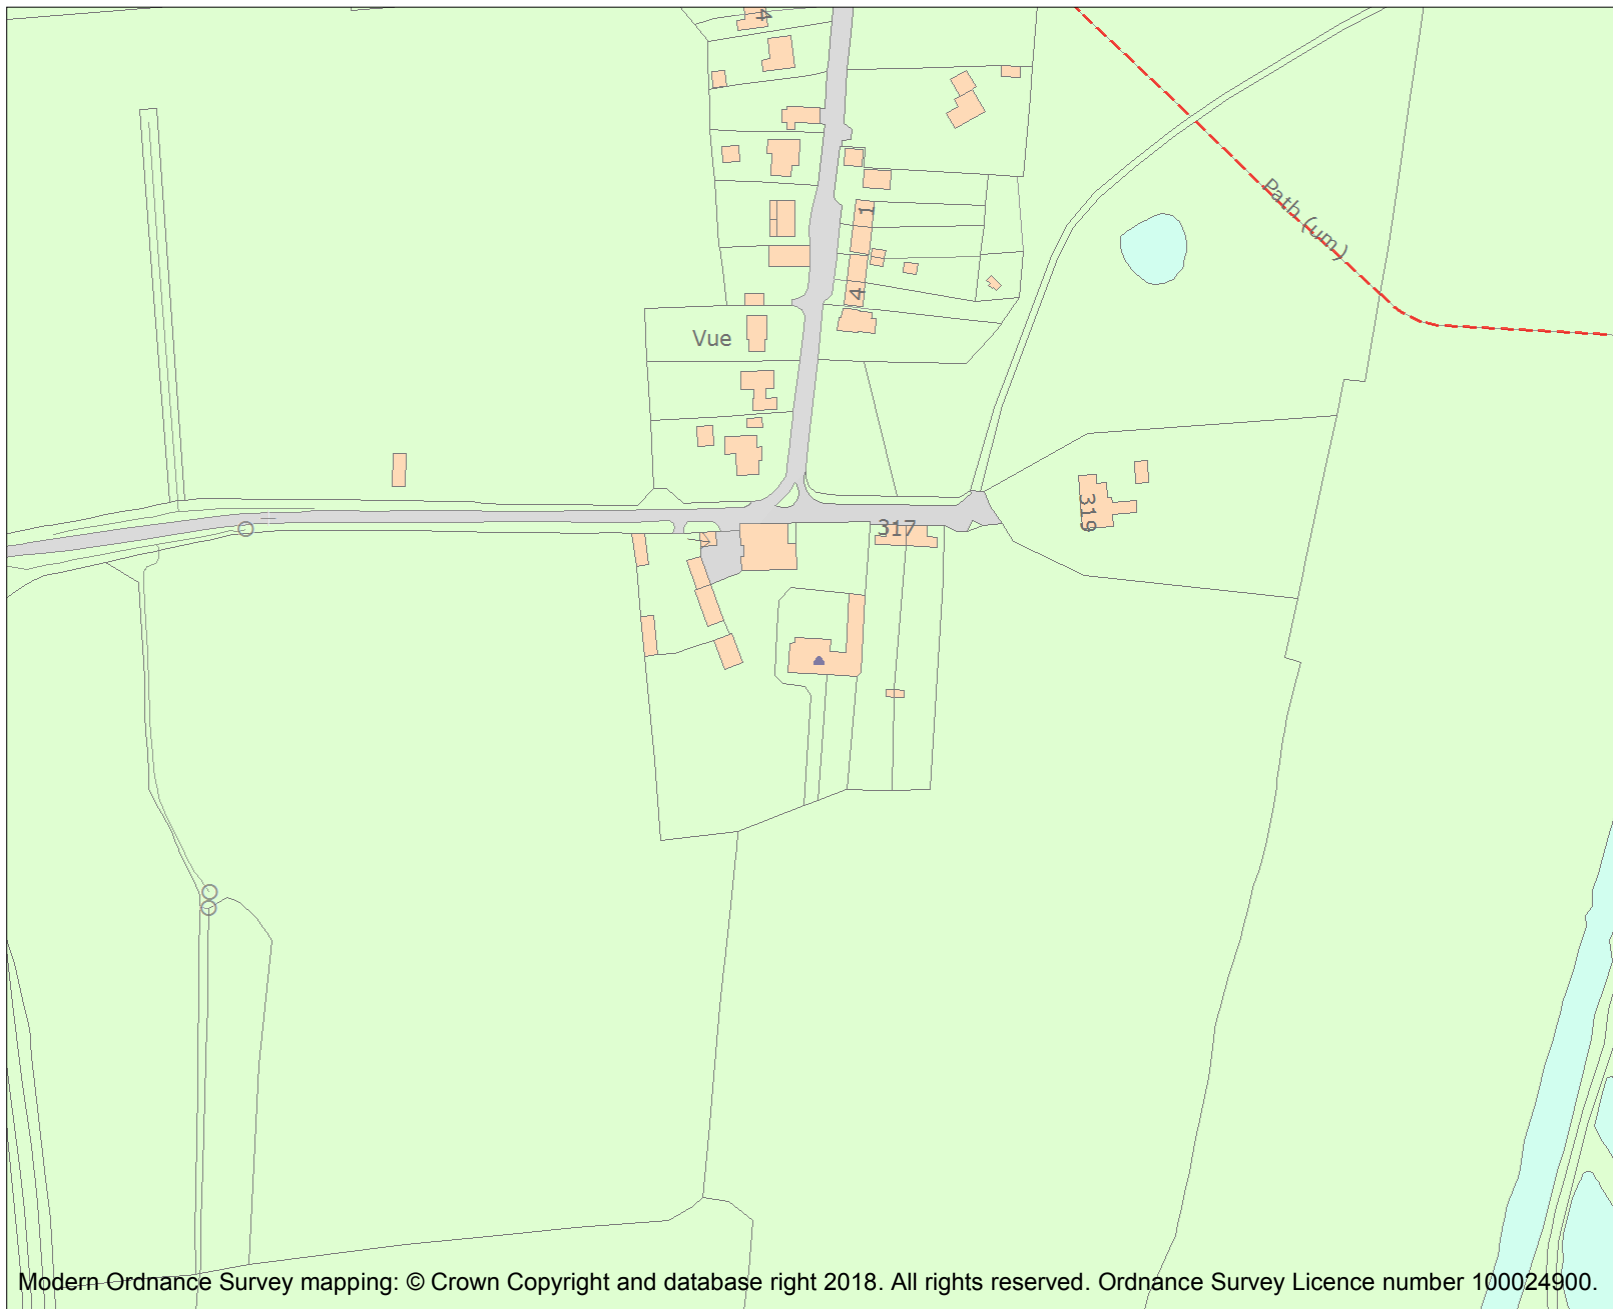 4
Path (um)
1
4
Vue
319
317
Modern Ordnance Survey mapping: © Crown Copyright and database right 2018. All rights reserved. Ordnance Survey Licence number 100024900.